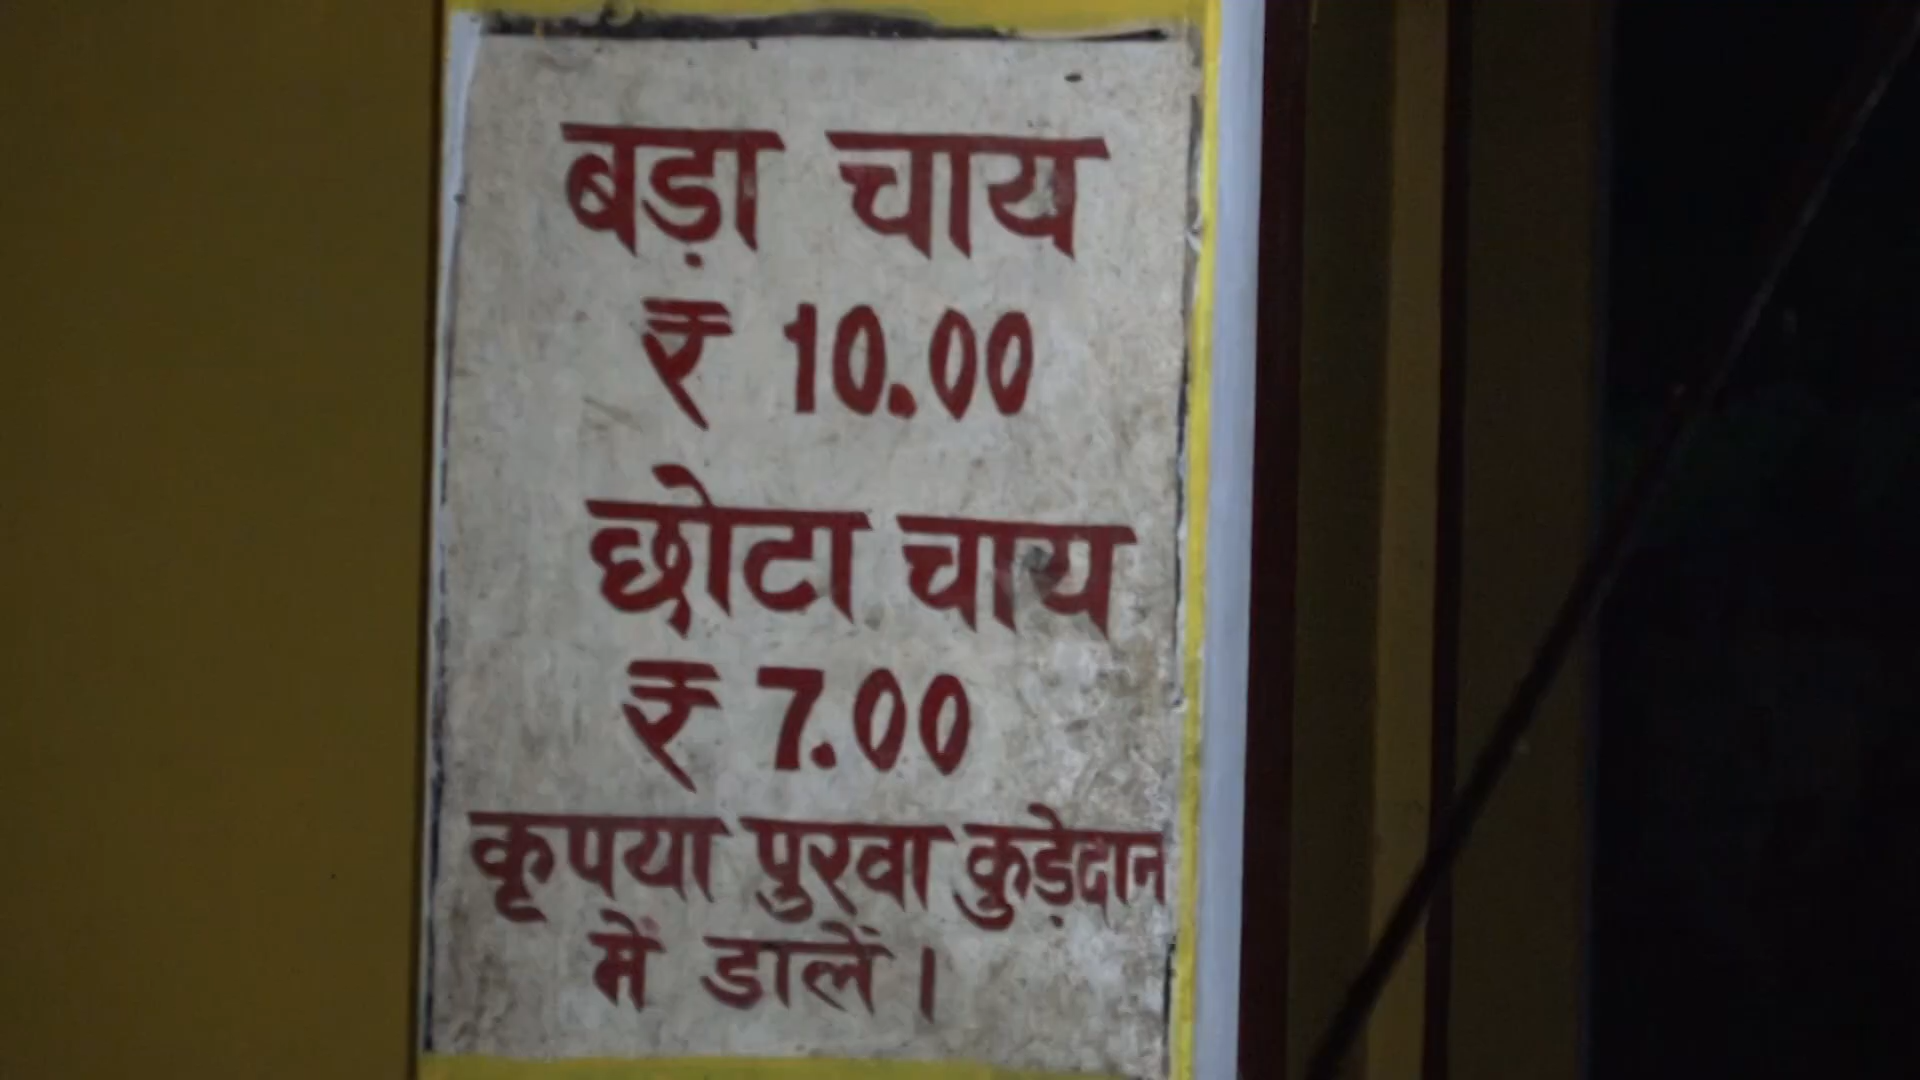 बड़ा चाय
₹ 10.00
छोटा चाय
₹ 7.00
कृपया पुरवा कुड़ेदान
में डालें।